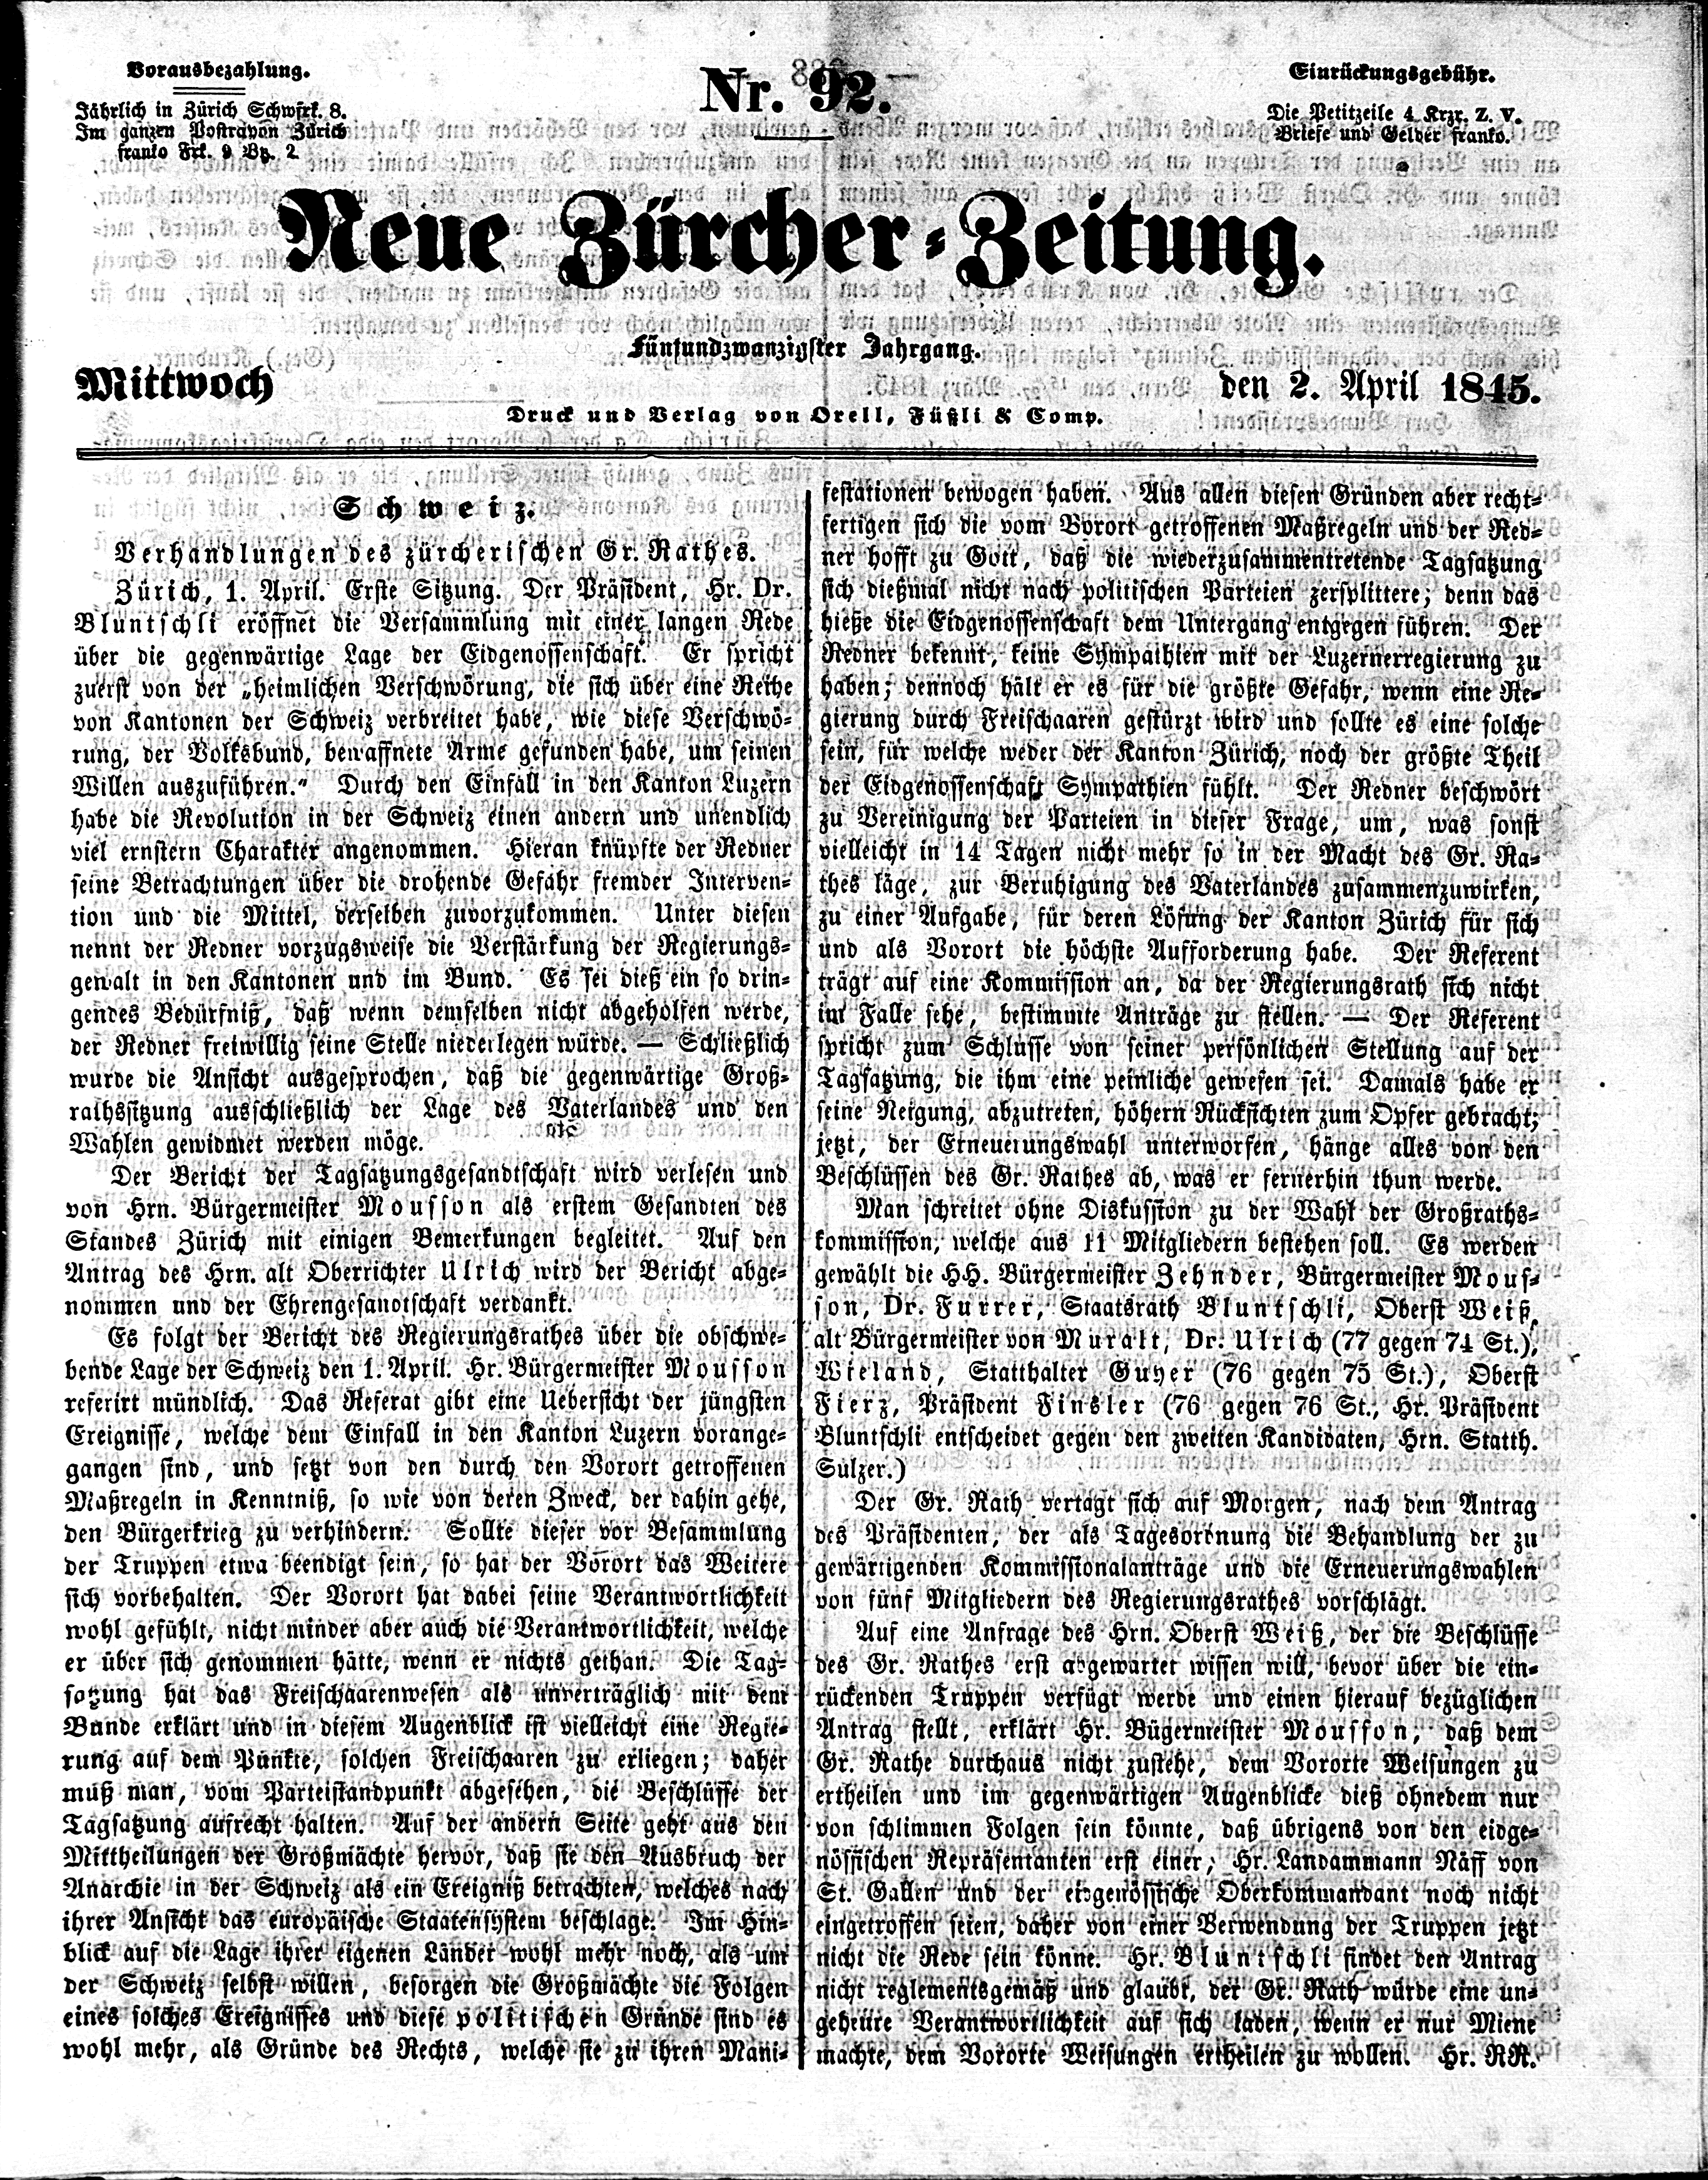 Vorausbezahlung.
Jährlich in Zürich Schwfrk. 8.
Im ganzen Postrayon Zürich
franko Frk. 9 Bz. 2
Nr. 92.
Einrückungsgebühr.
Die Petitzeile 4 Krzr. Z. V.
Briefe und Gelder franko.
Neue Zürcher-Zeitung.
Fünfundzwanzigster Jahrgang.
Mittwoch
den 2. April 1845.
Druck und Verlag von Orell, Füßli & Comp.
Schweiz.
Verhandlungen des zürcherischen Gr. Rathes.
Zürich, 1. April. Erste Sitzung. Der Präsident, Hr. Dr.
Bluntschli eröffnet die Versammlung mit einer langen Rede
über die gegenwärtige Lage der Eidgenossenschaft. Er spricht
zuerst von der „heimlichen Verschwörung, die sich über eine Reihe
von Kantonen der Schweiz verbreitet habe, wie diese Verschwö-
rung, der Volksbund, bewaffnete Arme gefunden habe, um seinen
Willen auszuführen.“ Durch den Einfall in den Kanton Luzern
habe die Revolution in der Schweiz einen andern und unendlich
viel ernstern Charakter angenommen. Hieran knüpfte der Redner
seine Betrachtungen über die drohende Gefahr fremder Interven-
tion und die Mittel, derselben zuvorzukommen. Unter diesen
nennt der Redner vorzugsweise die Verstärkung der Regierungs-
gewalt in den Kantonen und im Bund. Es sei dieß ein so drin-
gendes Bedürfniß, daß wenn demselben nicht abgeholfen werde,
der Redner freiwillig seine Stelle niederlegen würde. — Schließlich
wurde die Ansicht ausgesprochen, daß die gegenwärtige Groß-
rathssitzung ausschließlich der Lage des Vaterlandes und den
Wahlen gewidmet werden möge.
Der Bericht der Tagsatzungsgesandtschaft wird verlesen und
von Hrn. Bürgermeister Mousson als erstem Gesandten des
Standes Zürich mit einigen Bemerkungen begleitet. Auf den
Antrag des Hrn. alt Oberrichter Ulrich wird der Bericht abge-
nommen und der Ehrengesandtschaft verdankt.
Es folgt der Bericht des Regierungsrathes über die obschwe-
bende Lage der Schweiz den 1. April. Hr. Bürgermeister Mousson
referirt mündlich. Das Referat gibt eine Uebersicht der jüngsten
Ereignisse, welche dem Einfall in den Kanton Luzern vorange-
gangen sind, und setzt von den durch den Vorort getroffenen
Maßregeln in Kenntniß, so wie von deren Zweck, der dahin gehe,
den Bürgerkrieg zu verhindern. Sollte dieser vor Besammlung
der Truppen etwa beendigt sein, so hat der Vorort das Weitere
sich vorbehalten. Der Vorort hat dabei seine Verantwortlichkeit
wohl gefühlt, nicht minder aber auch die Verantwortlichkeit, welche
er über sich genommen hätte, wenn er nichts gethan. Die Tag-
satzung hat das Freischaarenwesen als unverträglich mit dem
Bunde erklärt und in diesem Augenblick ist vielleicht eine Regie-
rung auf dem Punkte, solchen Freischaaren zu erliegen; daher
muß man, vom Parteistandpunkt abgesehen, die Beschlüsse der
Tagsatzung aufrecht halten. Auf der andern Seite geht aus den
Mittheilungen der Großmächte hervor, daß sie den Ausbruch der
Anarchie in der Schweiz als ein Ereigniß betrachten, welches nach
ihrer Ansicht das europäische Staatensystem beschlage. Im Hin-
blick auf die Lage ihrer eigenen Länder wohl mehr noch, als um
der Schweiz selbst willen, besorgen die Großmächte die Folgen
eines solches Ereignisses und diese politischen Gründe sind es
wohl mehr, als Gründe des Rechts, welche sie zu ihren Mani-
festationen bewogen haben. Aus allen diesen Gründen aber recht-
fertigen sich die vom Vorort getroffenen Maßregeln und der Red-
ner hofft zu Gott, daß die wiederzusammentretende Tagsatzung
sich dießmal nicht nach politischen Parteien zersplittere; denn das
hieße die Eidgenossenschaft dem Untergang entgegen führen. Der
Redner bekennt, keine Sympathien mit der Luzernerregierung zu
haben; dennoch hält er es für die größte Gefahr, wenn eine Re-
gierung durch Freischaaren gestürzt wird und sollte es eine solche
sein, für welche weder der Kanton Zürich, noch der größte Theil
der Eidgenossenschaft Sympathien fühlt. Der Redner beschwört
zu Vereinigung der Parteien in dieser Frage, um, was sonst
vielleicht in 14 Tagen nicht mehr so in der Macht des Gr. Ra-
thes läge, zur Beruhigung des Vaterlandes zusammenzuwirken,
zu einer Aufgabe, für deren Lösung der Kanton Zürich für sich
und als Vorort die höchste Aufforderung habe. Der Referent
trägt auf eine Kommission an, da der Regierungsrath sich nicht
im Falle sehe, bestimmte Anträge zu stellen. — Der Referent
spricht zum Schlusse von seiner persönlichen Stellung auf der
Tagsatzung, die ihm eine peinliche gewesen sei. Damals habe er
seine Neigung, abzutreten, höhern Rücksichten zum Opfer gebracht;
jetzt, der Erneuerungswahl unterworfen, hänge alles von den
Beschlüssen des Gr. Rathes ab, was er fernerhin thun werde.
Man schreitet ohne Diskussion zu der Wahl der Großraths-
kommission, welche aus 11 Mitgliedern bestehen soll. Es werden
gewählt die HH. Bürgermeister Zehnder, Bürgermeister Mous-
son, Dr. Furrer, Staatsrath Bluntschli, Oberst Weiß,
alt Bürgermeister von Muralt, Dr. Ulrich (77 gegen 74 St.),
Wieland, Statthalter Guyer (76 gegen 75 St.), Oberst
Fierz, Präsident Finsler (76 gegen 76 St., Hr. Präsident
Bluntschli entscheidet gegen den zweiten Kandidaten, Hrn. Statth.
Sulzer.)
Der Gr. Rath vertagt sich auf Morgen, nach dem Antrag
des Präsidenten, der als Tagesordnung die Behandlung der zu
gewärtigenden Kommissionalanträge und die Erneuerungswahlen
von fünf Mitgliedern des Regierungsrathes vorschlägt.
Auf eine Anfrage des Hrn. Oberst Weiß, der die Beschlüsse
des Gr. Rathes erst abgewartet wissen will, bevor über die ein-
rückenden Truppen verfügt werde und einen hierauf bezüglichen
Antrag stellt, erklärt Hr. Bügermeister Mousson, daß dem
Gr. Rathe durchaus nicht zusteht, dem Vororte Weisungen zu
ertheilen und im gegenwärtigen Augenblicke dieß ohnedem nur
von schlimmen Folgen sein könnte, daß übrigens von den eidge-
nössischen Repräsentanten erst einer, Hr. Landammann Näff von
St. Gallen und der eidgenössische Oberkommandant noch nicht
eingetroffen seien, daher von einer Verwendung der Truppen jetzt
nicht die Rede sein könne. Hr. Bluntschli findet den Antrag
nicht reglementsgemäß und glaubt, der Gr. Rath würde eine un-
geheure Verantwortlichkeit auf sich laden, wenn er nur Miene
machte, dem Vororte Weisungen ertheilen zu wollen. Hr. RR.